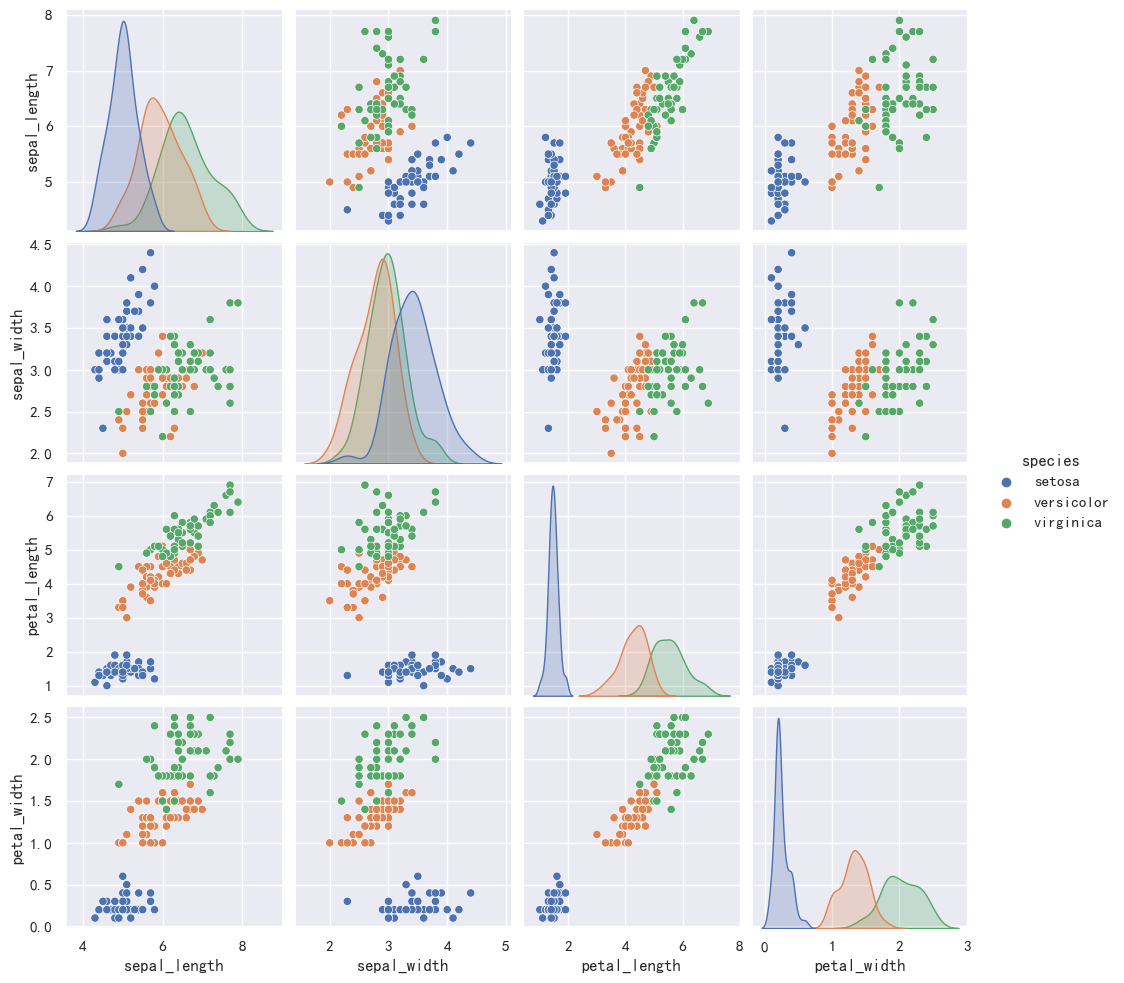 8
7
6
5
sepal_length
4.5
4.0
3.5
3.0
2.5
2.0
sepal_width
7
6
5
4
3
2
1
petal_length
species
setosa
versicolor
virginica
2.5
2.0
1.5
1.0
0.5
0.0
petal_width
4 6 8
2 3 4 5
2 4 6 8
0 1 2 3
sepal_length
sepal_width
petal_length
petal_width